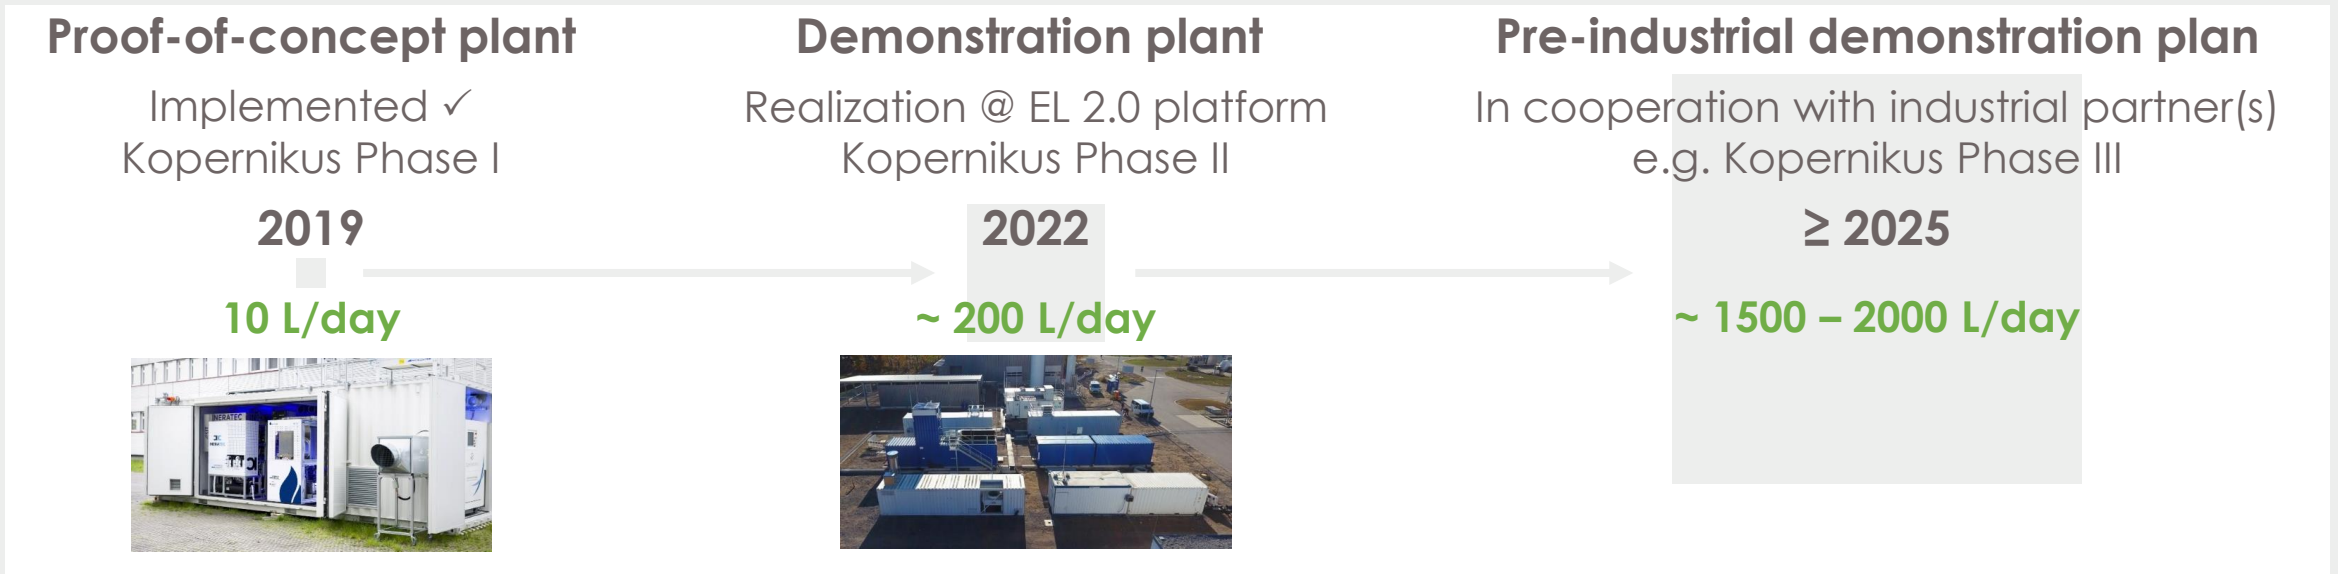 Proof-of-concept plant
Implemented ✓
Kopernikus Phase I
2019
10 L/day
INERATEC
Demonstration plant
Realization @ EL 2.0 platform
Kopernikus Phase II
2022
~ 200 L/day
Pre-industrial demonstration plan
In cooperation with industrial partner(s)
e.g. Kopernikus Phase III
≥ 2025
~ 1500 – 2000 L/day